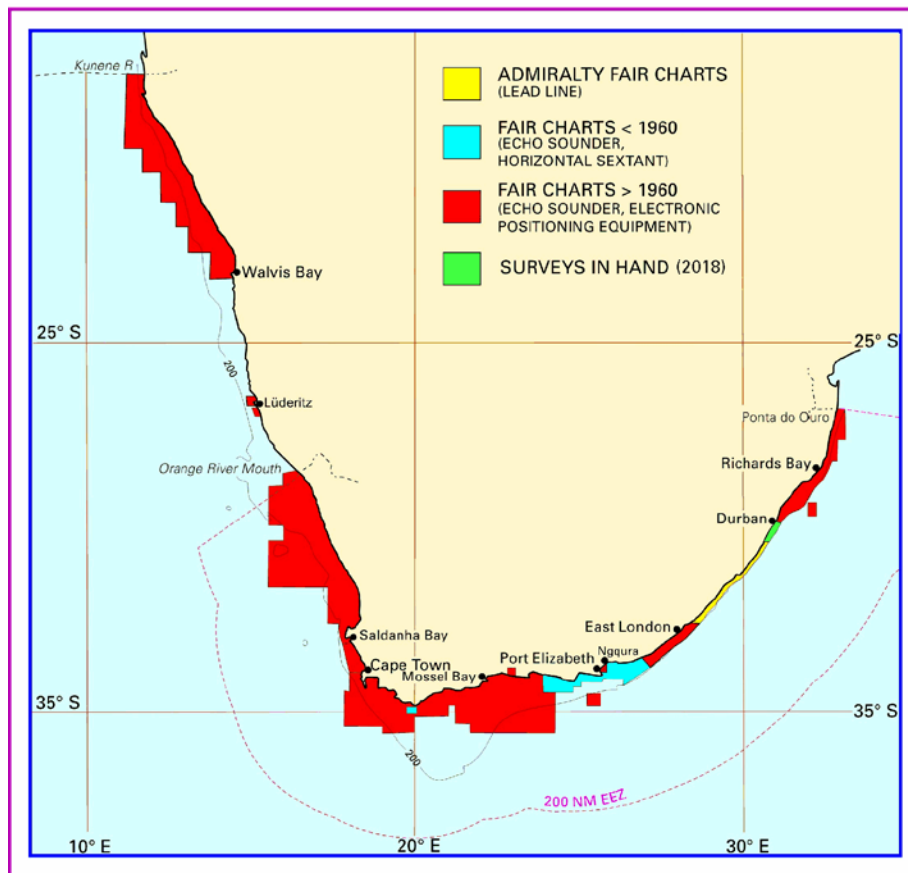 Kunene R
ADMIRALTY FAIR CHARTS
(LEAD LINE)
FAIR CHARTS < 1960
(ECHO SOUNDER,
HORIZONTAL SEXTANT)
FAIR CHARTS > 1960
(ECHO SOUNDER, ELECTRONIC
POSITIONING EQUIPMENT)
SURVEYS IN HAND (2018)
Walvis Bay
25° S
25° S
200
Lüderitz
Ponta do Ouro
Orange River Mouth
Richards Bay
Durban
East London
Saldanha Bay
Ngqura
Port Elizabeth
Cape Town
Mossel Bay
35° S
35° S
200
200 NM EEZ
10° E
20° E
30° E